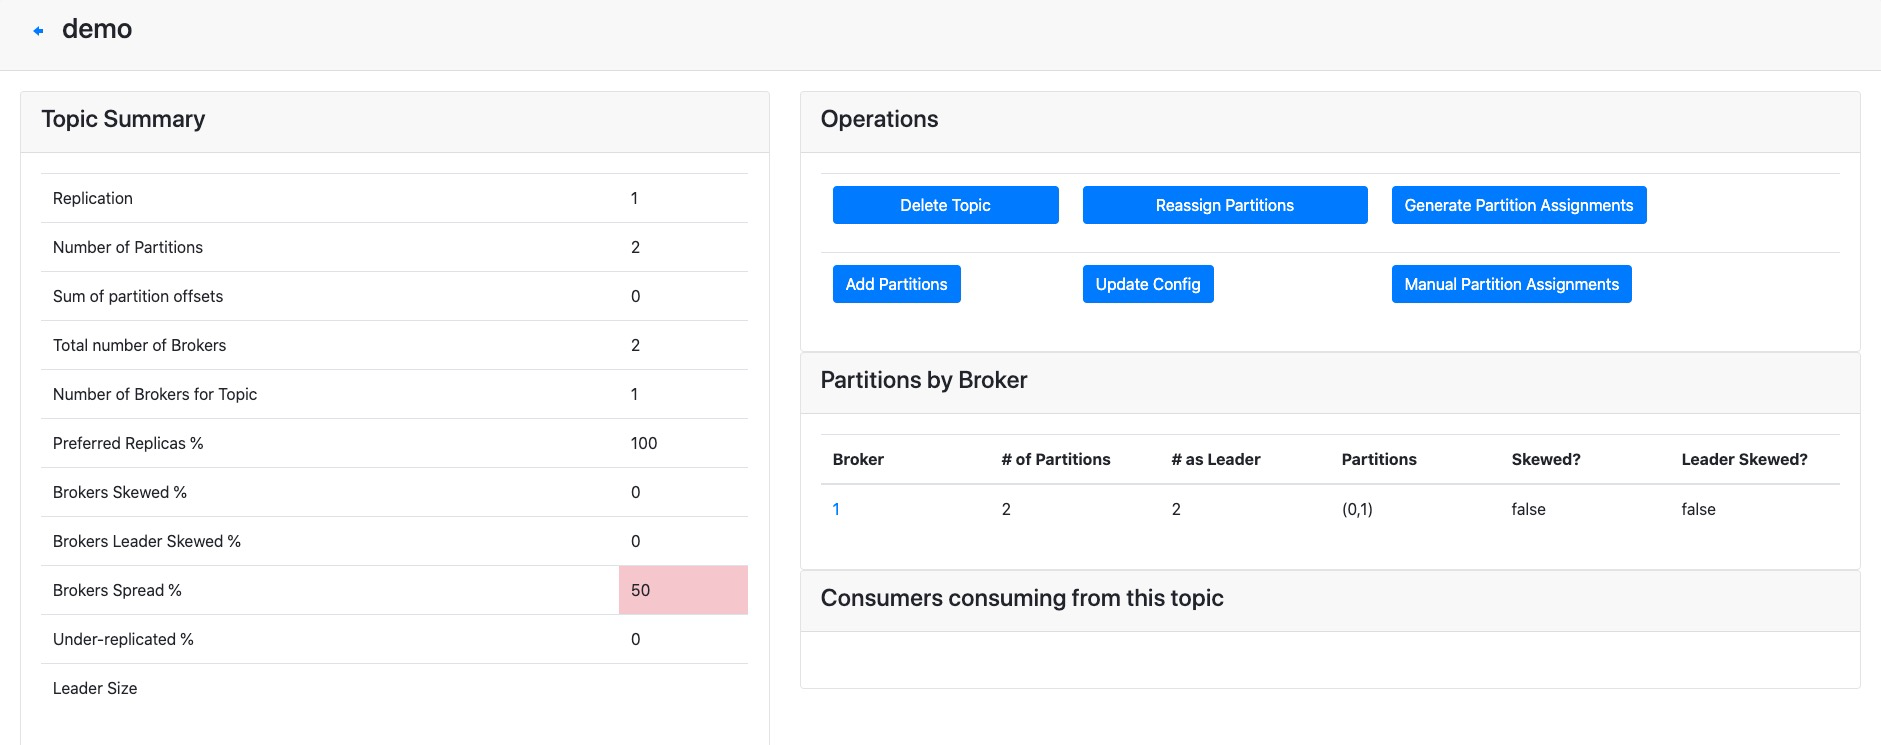 demo
Topic Summary
Replication 1
Number of Partitions 2
Sum of partition offsets 0
Total number of Brokers 2
Number of Brokers for Topic 1
Preferred Replicas % 100
Brokers Skewed % 0
Brokers Leader Skewed % 0
Brokers Spread % 50
Under-replicated % 0
Leader Size
Operations
Delete Topic Reassign Partitions Generate Partition Assignments
Add Partitions Update Config Manual Partition Assignments
Partitions by Broker
Broker # of Partitions # as Leader Partitions Skewed? Leader Skewed?
1 2 2 (0,1) false false
Consumers consuming from this topic